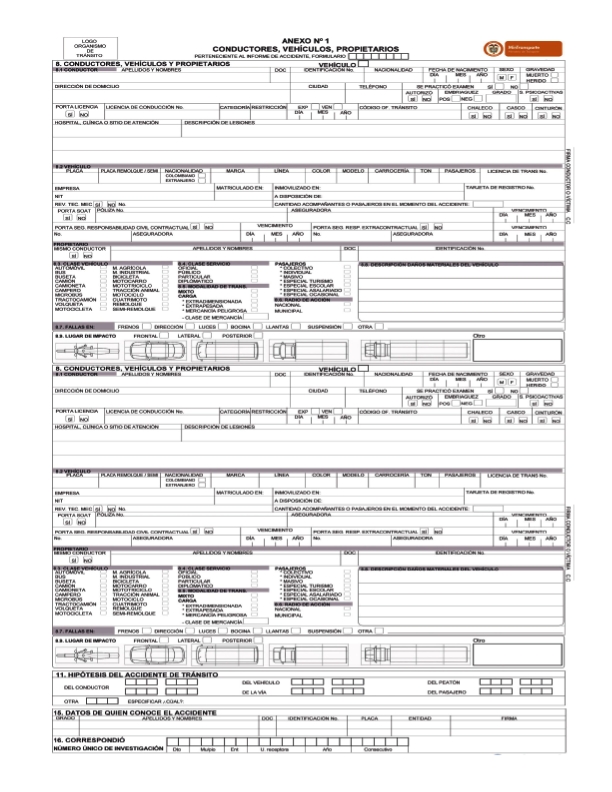 LOGO
ORGANISMO
DE
TRÁNSITO
ANEXO Nº 1
CONDUCTORES, VEHÍCULOS, PROPIETARIOS
PERTENECIENTE AL INFORME DE ACCIDENTE, FORMULARIO
MinTransporte
8. CONDUCTORES, VEHÍCULOS Y PROPIETARIOS VEHÍCULO
8.1 CONDUCTOR APELLIDOS Y NOMBRES DOC IDENTIFICACIÓN No. NACIONALIDAD FECHA DE NACIMIENTO SEXO GRAVEDAD
DÍA MES AÑO M F MUERTO
HERIDO
DIRECCIÓN DE DOMICILIO CIUDAD TELÉFONO SE PRACTICÓ EXAMEN SI NO
AUTORIZÓ EMBRIAGUEZ GRADO S. PSICOACTIVAS
SI NO POS NEG SI NO
PORTA LICENCIA LICENCIA DE CONDUCCIÓN No. CATEGORÍA RESTRICCIÓN EXP VEN CÓDIGO OF. TRÁNSITO CHALECO CASCO CINTURÓN
SI NO DÍA MES AÑO SI NO SI NO SI NO
HOSPITAL, CLÍNICA O SITIO DE ATENCIÓN DESCRIPCIÓN DE LESIONES
8.2 VEHÍCULO
PLACA PLACA REMOLQUE / SEMI NACIONALIDAD MARCA LÍNEA COLOR MODELO CARROCERÍA TON PASAJEROS LICENCIA DE TRANS No.
COLOMBIANO
EXTRANJERO
EMPRESA MATRICULADO EN: INMOVILIZADO EN: TARJETA DE REGISTRO No.
NIT A DISPOSICIÓN DE:
REV. TEC. MEC SI NO No. CANTIDAD ACOMPAÑANTES O PASAJEROS EN EL MOMENTO DEL ACCIDENTE:
PORTA SOAT PÓLIZA No. ASEGURADORA VENCIMIENTO
SI NO DÍA MES AÑO
PORTA SEG. RESPONSABILIDAD CIVIL CONTRACTUAL SI NO VENCIMIENTO PORTA SEG. RESP. EXTRACONTRACTUAL SI NO VENCIMIENTO
No. ASEGURADORA DÍA MES AÑO No. ASEGURADORA DÍA MES AÑO
PROPIETARIO
MISMO CONDUCTOR APELLIDOS Y NOMBRES DOC IDENTIFICACIÓN No.
SI NO
8.3. CLASE VEHÍCULO 8.4. CLASE SERVICIO PASAJEROS 8.6. DESCRIPCIÓN DAÑOS MATERIALES DEL VEHÍCULO
AUTOMÓVIL M. AGRÍCOLA OFICIAL * COLECTIVO
BUS M. INDUSTRIAL PÚBLICO * INDIVIDUAL
BUSETA BICICLETA PARTICULAR * MASIVO
CAMIÓN MOTOCARRO DIPLOMÁTICO * ESPECIAL TURISMO
CAMIONETA MOTOTRICICLO 8.5. MODALIDAD DE TRANS. * ESPECIAL ESCOLAR
CAMPERO TRACCIÓN ANIMAL MIXTO * ESPECIAL ASALARIADO
MICROBUS MOTOCICLO CARGA * ESPECIAL OCASIONAL
TRACTOCAMIÓN CUATRIMOTO * EXTRADIMENSIONADA 8.6. RADIO DE ACCIÓN
VOLQUETA REMOLQUE * EXTRAPESADA NACIONAL
MOTOCICLETA SEMI-REMOLQUE * MERCANCÍA PELIGROSA MUNICIPAL
- CLASE DE MERCANCÍA
8.7. FALLAS EN: FRENOS DIRECCIÓN LUCES BOCINA LLANTAS SUSPENSIÓN OTRA
8.8. LUGAR DE IMPACTO FRONTAL LATERAL POSTERIOR Otro
FIRMA CONDUCTOR O VÍCTIMA C.C
8. CONDUCTORES, VEHÍCULOS Y PROPIETARIOS VEHÍCULO
8.1 CONDUCTOR APELLIDOS Y NOMBRES DOC IDENTIFICACIÓN No. NACIONALIDAD FECHA DE NACIMIENTO SEXO GRAVEDAD
DÍA MES AÑO M F MUERTO
HERIDO
DIRECCIÓN DE DOMICILIO CIUDAD TELÉFONO SE PRACTICÓ EXAMEN SI NO
AUTORIZÓ EMBRIAGUEZ GRADO S. PSICOACTIVAS
SI NO POS NEG SI NO
PORTA LICENCIA LICENCIA DE CONDUCCIÓN No. CATEGORÍA RESTRICCIÓN EXP VEN CÓDIGO OF. TRÁNSITO CHALECO CASCO CINTURÓN
SI NO DÍA MES AÑO SI NO SI NO SI NO
HOSPITAL, CLÍNICA O SITIO DE ATENCIÓN DESCRIPCIÓN DE LESIONES
8.2 VEHÍCULO
PLACA PLACA REMOLQUE / SEMI NACIONALIDAD MARCA LÍNEA COLOR MODELO CARROCERÍA TON PASAJEROS LICENCIA DE TRANS No.
COLOMBIANO
EXTRANJERO
EMPRESA MATRICULADO EN: INMOVILIZADO EN: TARJETA DE REGISTRO No.
NIT A DISPOSICIÓN DE:
REV. TEC. MEC SI NO No. CANTIDAD ACOMPAÑANTES O PASAJEROS EN EL MOMENTO DEL ACCIDENTE:
PORTA SOAT PÓLIZA No. ASEGURADORA VENCIMIENTO
SI NO DÍA MES AÑO
PORTA SEG. RESPONSABILIDAD CIVIL CONTRACTUAL SI NO VENCIMIENTO PORTA SEG. RESP. EXTRACONTRACTUAL SI NO VENCIMIENTO
No. ASEGURADORA DÍA MES AÑO No. ASEGURADORA DÍA MES AÑO
PROPIETARIO
MISMO CONDUCTOR APELLIDOS Y NOMBRES DOC IDENTIFICACIÓN No.
SI NO
8.3. CLASE VEHÍCULO 8.4. CLASE SERVICIO PASAJEROS 8.6. DESCRIPCIÓN DAÑOS MATERIALES DEL VEHÍCULO
AUTOMÓVIL M. AGRÍCOLA OFICIAL * COLECTIVO
BUS M. INDUSTRIAL PÚBLICO * INDIVIDUAL
BUSETA BICICLETA PARTICULAR * MASIVO
CAMIÓN MOTOCARRO DIPLOMÁTICO * ESPECIAL TURISMO
CAMIONETA MOTOTRICICLO 8.5. MODALIDAD DE TRANS. * ESPECIAL ESCOLAR
CAMPERO TRACCIÓN ANIMAL MIXTO * ESPECIAL ASALARIADO
MICROBUS MOTOCICLO CARGA * ESPECIAL OCASIONAL
TRACTOCAMIÓN CUATRIMOTO * EXTRADIMENSIONADA 8.6. RADIO DE ACCIÓN
VOLQUETA REMOLQUE * EXTRAPESADA NACIONAL
MOTOCICLETA SEMI-REMOLQUE * MERCANCÍA PELIGROSA MUNICIPAL
- CLASE DE MERCANCÍA
8.7. FALLAS EN: FRENOS DIRECCIÓN LUCES BOCINA LLANTAS SUSPENSIÓN OTRA
8.8. LUGAR DE IMPACTO FRONTAL LATERAL POSTERIOR Otro
FIRMA CONDUCTOR O VÍCTIMA C.C
11. HIPÓTESIS DEL ACCIDENTE DE TRÁNSITO
DEL CONDUCTOR DEL VEHÍCULO DEL PEATÓN
DE LA VÍA DEL PASAJERO
OTRA ESPECIFICAR ¿CÚAL?:
15. DATOS DE QUIEN CONOCE EL ACCIDENTE
GRADO APELLIDOS Y NOMBRES DOC IDENTIFICACIÓN No. PLACA ENTIDAD FIRMA
16. CORRESPONDIÓ
NÚMERO ÚNICO DE INVESTIGACIÓN Dto Munpio Ent U. receptora Año Consecutivo